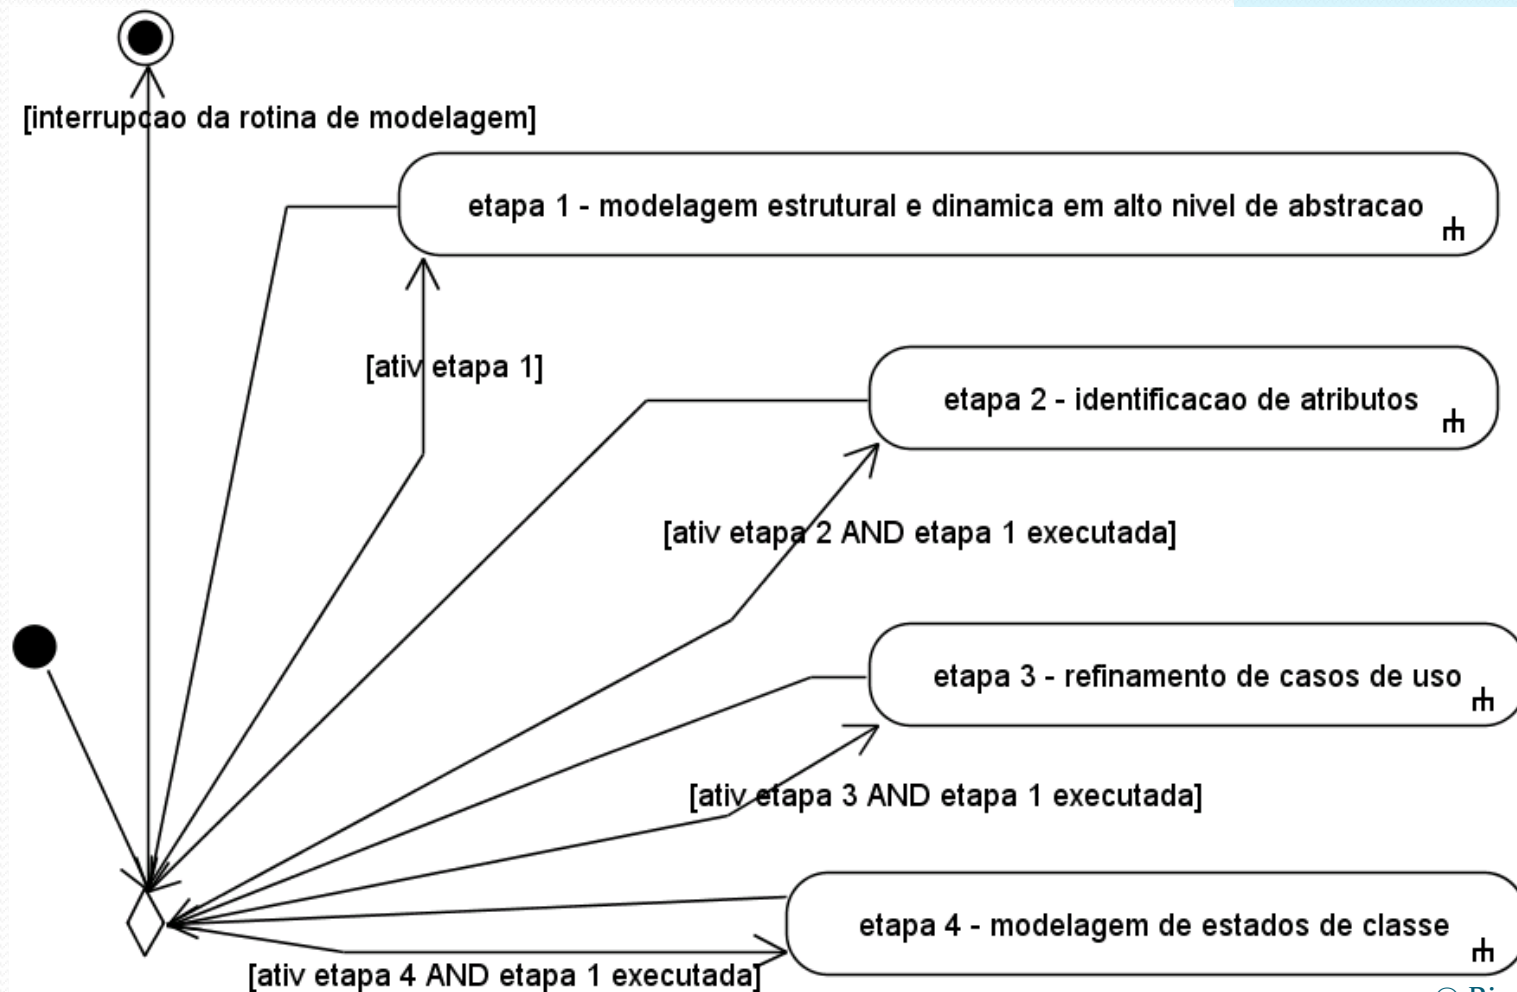 [interrupcao da rotina de modelagem]
etapa 1 - modelagem estrutural e dinamica em alto nivel de abstracao
[ativ etapa 1]
etapa 2 - identificacao de atributos
[ativ etapa 2 AND etapa 1 executada]
etapa 3 - refinamento de casos de uso
[ativ etapa 3 AND etapa 1 executada]
etapa 4 - modelagem de estados de classe
[ativ etapa 4 AND etapa 1 executada]